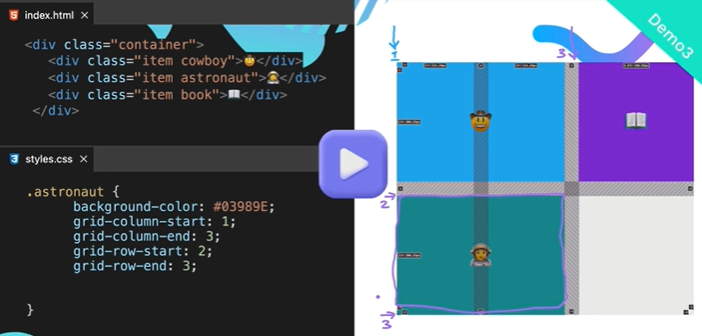 index.html ×
<div class="container">
<div class="item cowboy">🤠</div>
<div class="item astronaut">👩‍🚀</div>
<div class="item book">📖</div>
</div>
styles.css ×
.astronaut {
background-color: #03989E;
grid-column-start: 1;
grid-column-end: 3;
grid-row-start: 2;
grid-row-end: 3;
}
1
3
2
3
Demo3